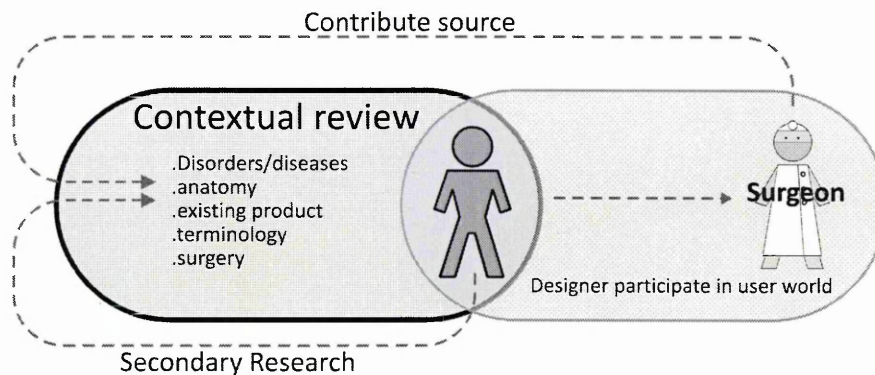 Contribute source
Contextual review
.Disorders/diseases
.anatomy
.existing product
.terminology
.surgery
Surgeon
Designer participate in user world
Secondary Research